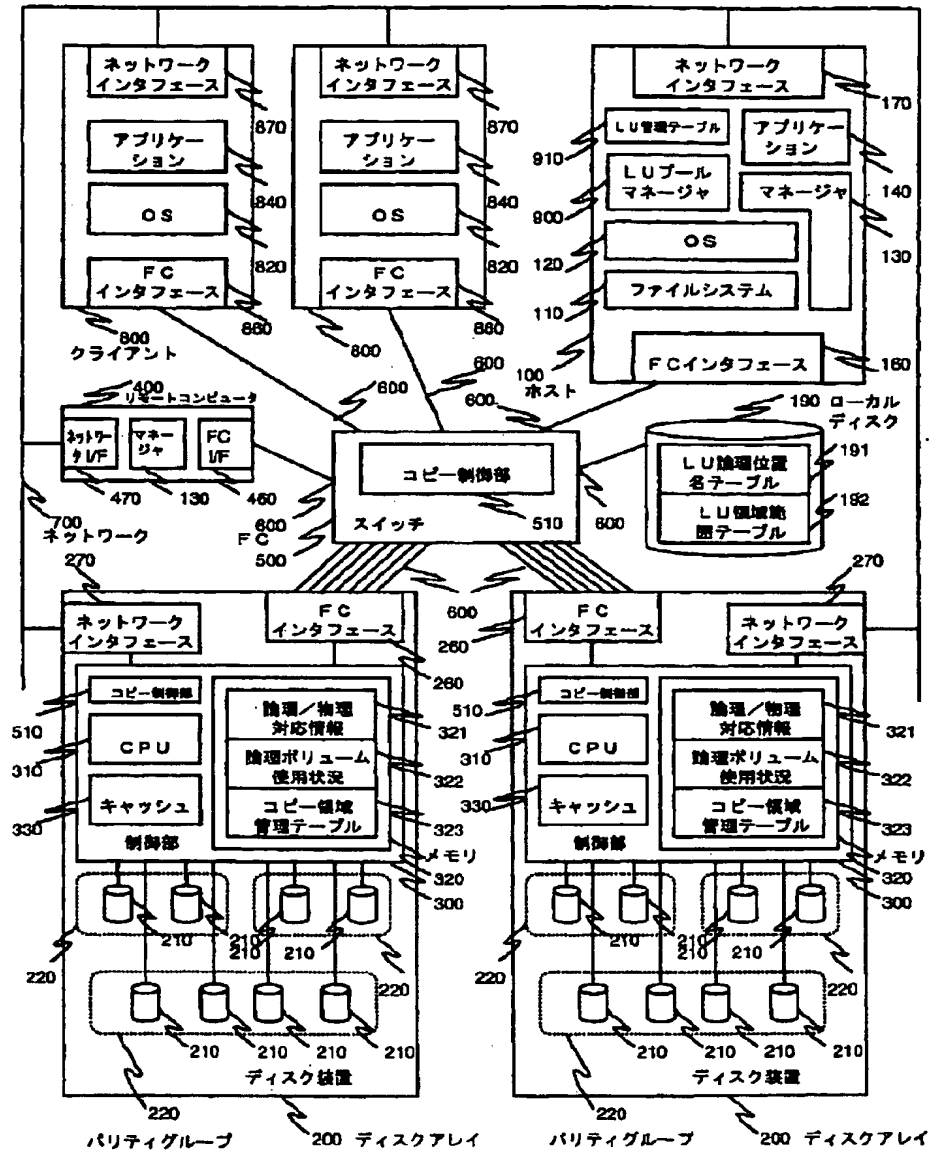 ネットワーク
インタフェース
870
アプリケー
ション
840
OS
820
FC
インタフェース
860
800
クライアント
ネットワーク
インタフェース
870
アプリケー
ション
840
OS
820
FC
インタフェース
860
800
ネットワーク
インタフェース
170
LU管理テーブル
910
アプリケー
ション
140
LUプール
マネージャ
900
マネージャ
130
OS
120
ファイルシステム
110
FCインタフェース
160
100
ホスト
600
600
600
400
リモートコンピュータ
ネットワー
クI/F
マネー
ジャ
FC
I/F
470
130
460
700
ネットワーク
600
FC
500
コピー制御部
スイッチ
510
600
190 ローカル
ディスク
LU論理位置
名テーブル
191
LU領域範
囲テーブル
192
600
270
ネットワーク
インタフェース
FC
インタフェース
260
コピー制御部
510
CPU
310
キャッシュ
330
制御部
論理/物理
対応情報
321
論理ボリューム
使用状況
322
コピー領域
管理テーブル
323
メモリ
320
300
210
210
210
210
220
220
210
210
210
210
ディスク装置
220
パリティグループ
200 ディスクアレイ
270
FC
インタフェース
260
ネットワーク
インタフェース
コピー制御部
510
CPU
310
キャッシュ
330
制御部
論理/物理
対応情報
321
論理ボリューム
使用状況
322
コピー領域
管理テーブル
323
メモリ
320
300
210
210
210
210
220
220
210
210
210
210
ディスク装置
220
パリティグループ
200 ディスクアレイ